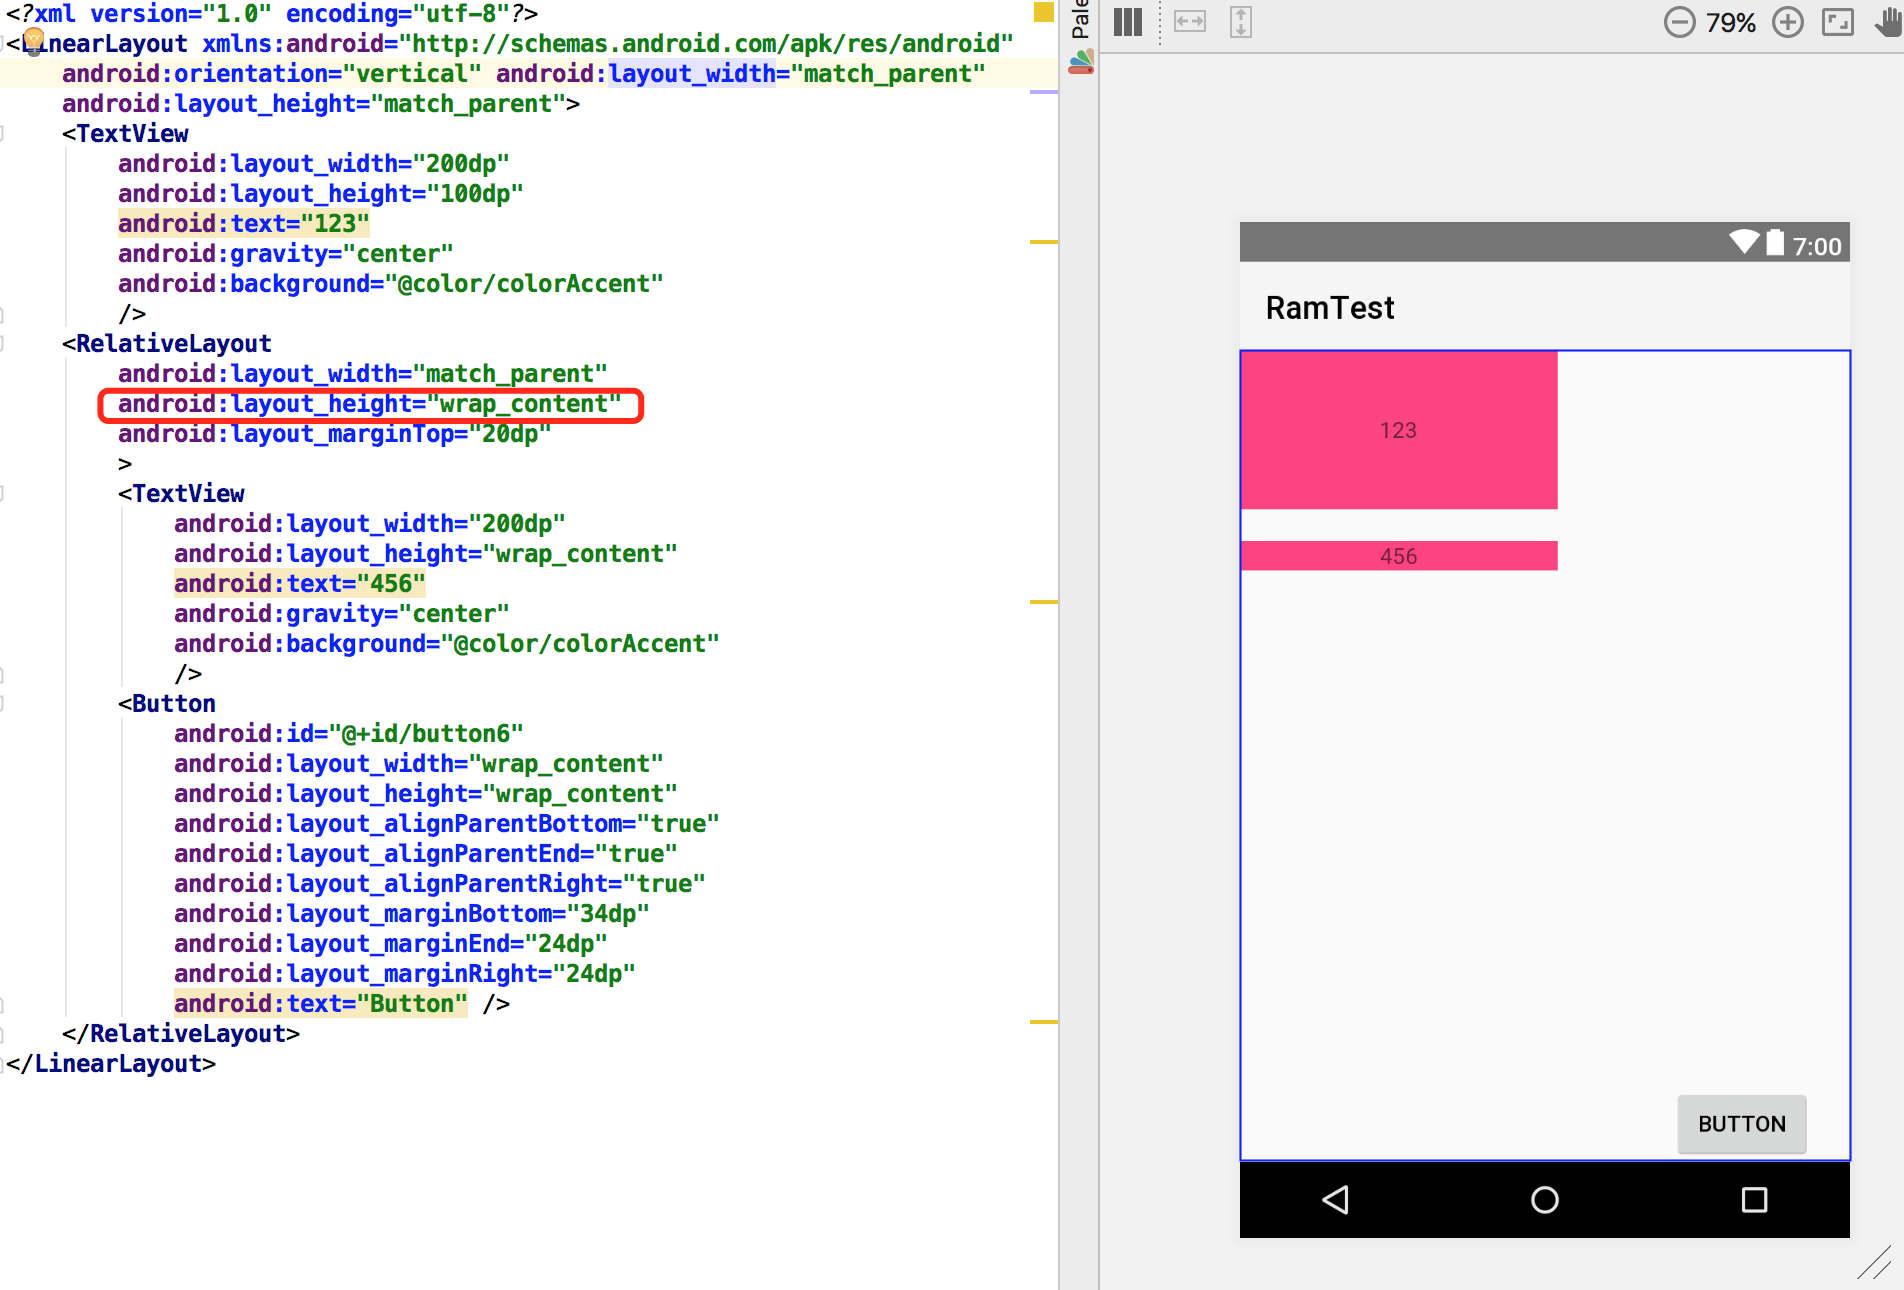 <?xml version="1.0" encoding="utf-8"?>
<LinearLayout xmlns:android="http://schemas.android.com/apk/res/android"
    android:orientation="vertical" android:layout_width="match_parent"
    android:layout_height="match_parent">
    <TextView
        android:layout_width="200dp"
        android:layout_height="100dp"
        android:text="123"
        android:gravity="center"
        android:background="@color/colorAccent"
        />
    <RelativeLayout
        android:layout_width="match_parent"
        android:layout_height="wrap_content"
        android:layout_marginTop="20dp"
        >
        <TextView
            android:layout_width="200dp"
            android:layout_height="wrap_content"
            android:text="456"
            android:gravity="center"
            android:background="@color/colorAccent"
            />
        <Button
            android:id="@+id/button6"
            android:layout_width="wrap_content"
            android:layout_height="wrap_content"
            android:layout_alignParentBottom="true"
            android:layout_alignParentEnd="true"
            android:layout_alignParentRight="true"
            android:layout_marginBottom="34dp"
            android:layout_marginEnd="24dp"
            android:layout_marginRight="24dp"
            android:text="Button" />
    </RelativeLayout>
</LinearLayout>
Pale
79%
7:00
RamTest
123
456
BUTTON